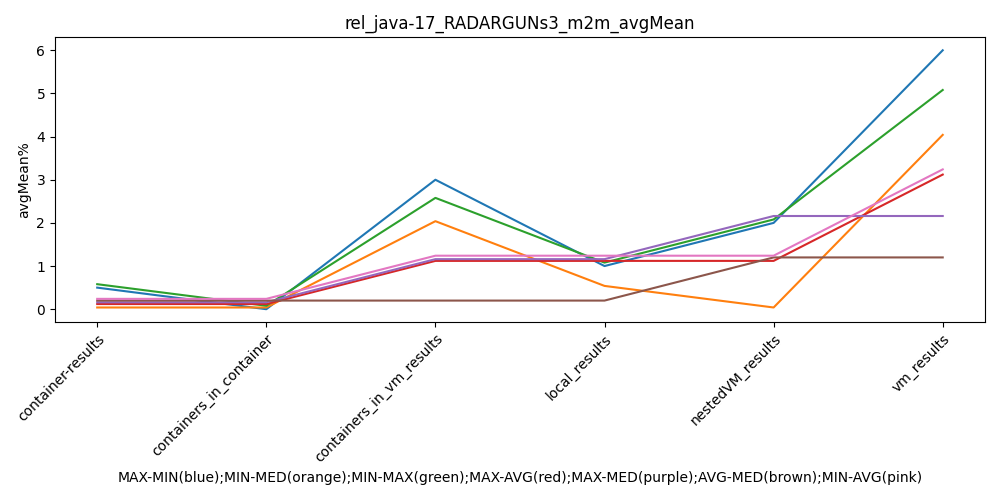 rel_java-17_RADARGUNs3_m2m_avgMean
avgMean%
6
5
4
3
2
1
0
container-results
containers_in_container
containers_in_vm_results
local_results
nestedVM_results
vm_results
MAX-MIN(blue);MIN-MED(orange);MIN-MAX(green);MAX-AVG(red);MAX-MED(purple);AVG-MED(brown);MIN-AVG(pink)